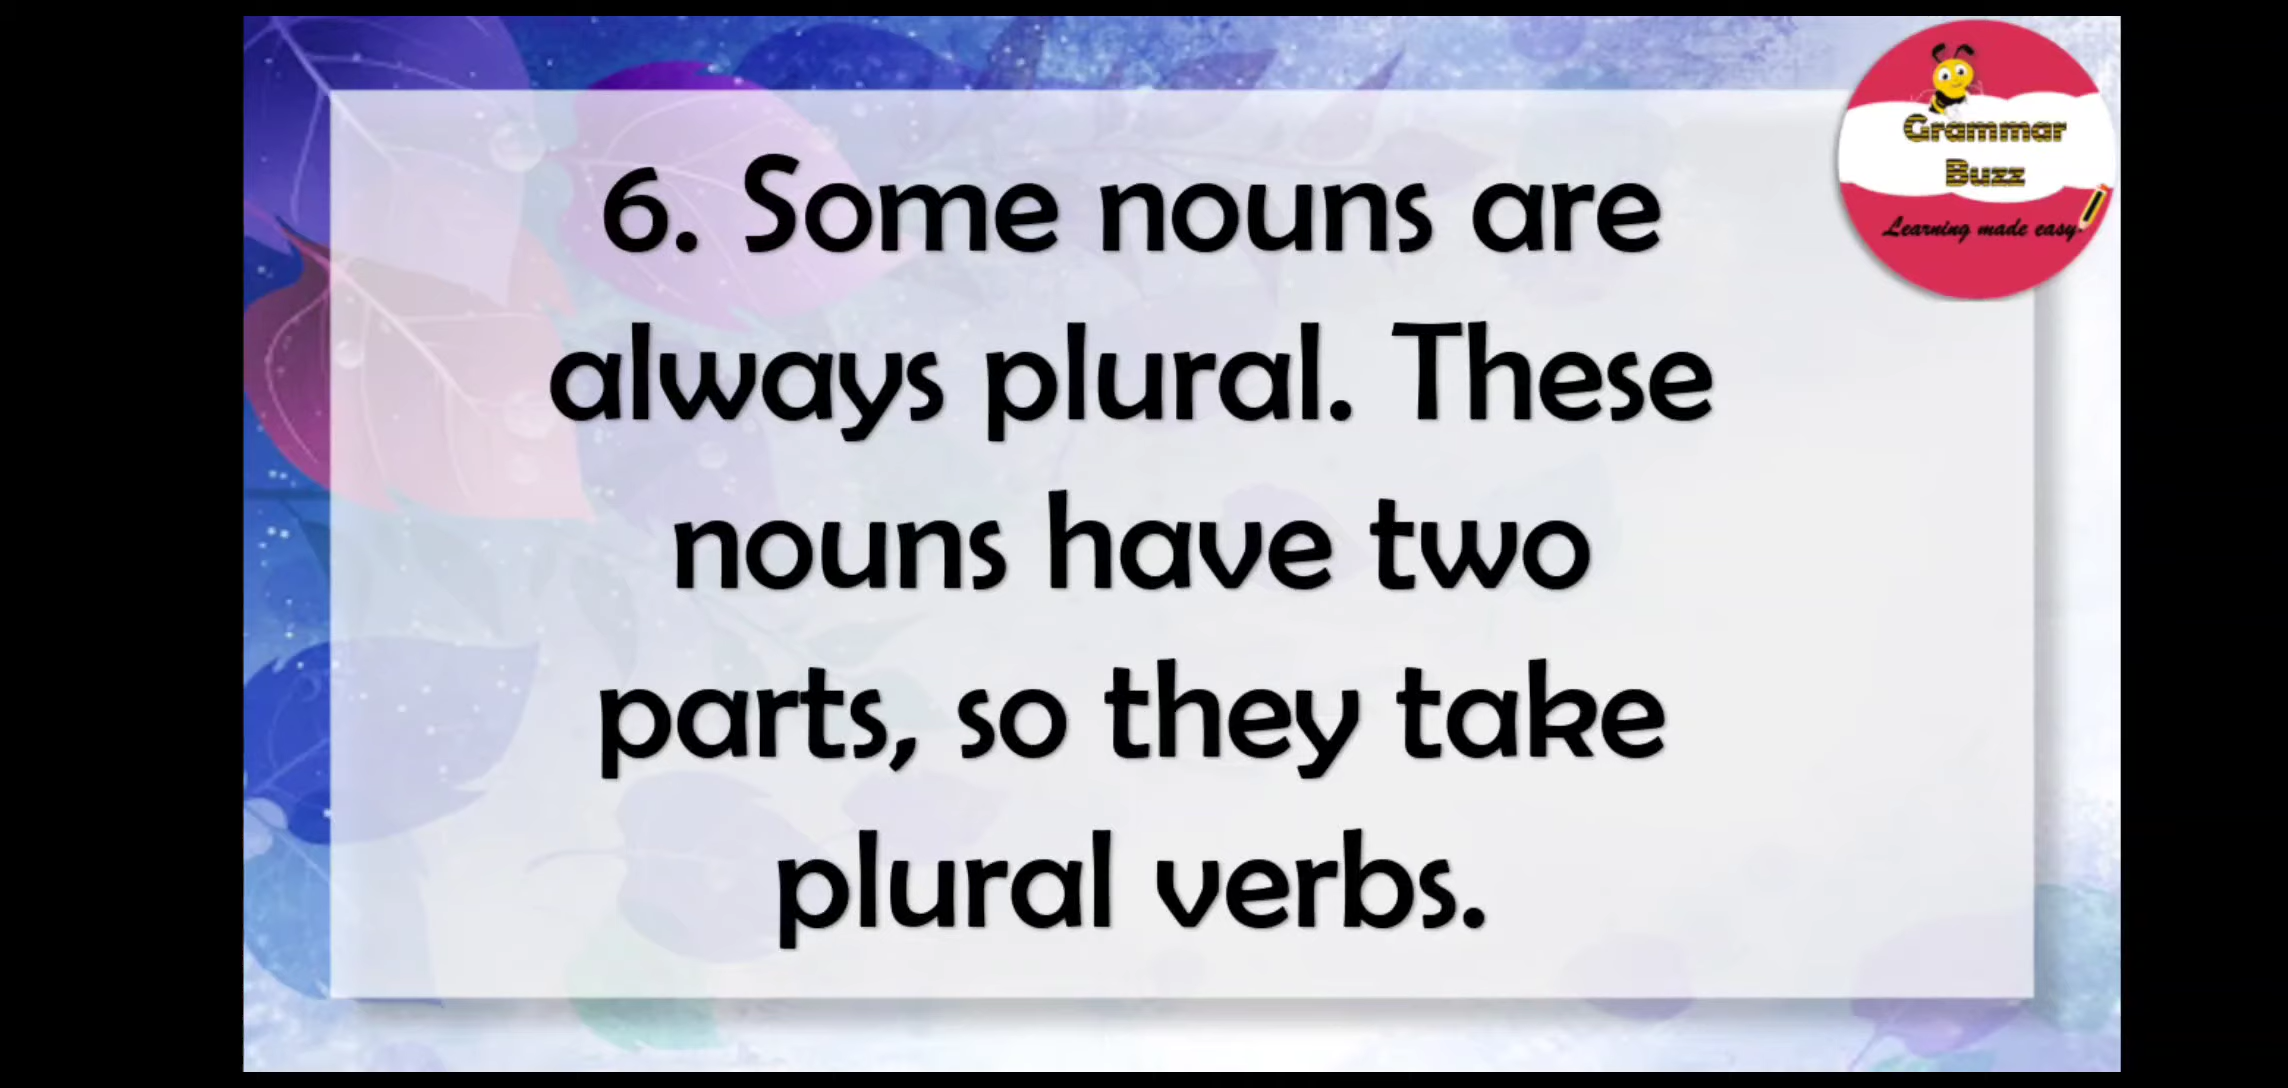 6. Some nouns are
always plural. These
nouns have two
parts, so they take
plural verbs.
Grammar
Buzz
Learning made easy